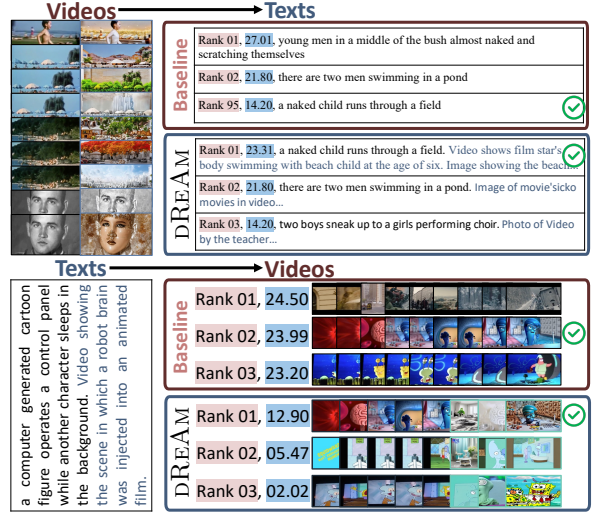 Videos Texts
Baseline
Rank 01, 27.01, young men in a middle of the bush almost naked and
scratching themselves
Rank 02, 21.80, there are two men swimming in a pond
Rank 95, 14.20, a naked child runs through a field
DREAM
Rank 01, 23.31, a naked child runs through a field. Video shows film star's
body swimming with beach child at the age of six. Image showing the beach...
Rank 02, 21.80, there are two men swimming in a pond. Image of movie'sicko
movies in video...
Rank 03, 14.20, two boys sneak up to a girls performing choir. Photo of Video
by the teacher...
Texts Videos
a computer generated cartoon
figure operates a control panel
while another character sleeps in
the background. Video showing
the scene in which a robot brain
was injected into an animated
film.
Baseline
Rank 01, 24.50
Rank 02, 23.99
Rank 03, 23.20
DREAM
Rank 01, 12.90
Rank 02, 05.47
Rank 03, 02.02